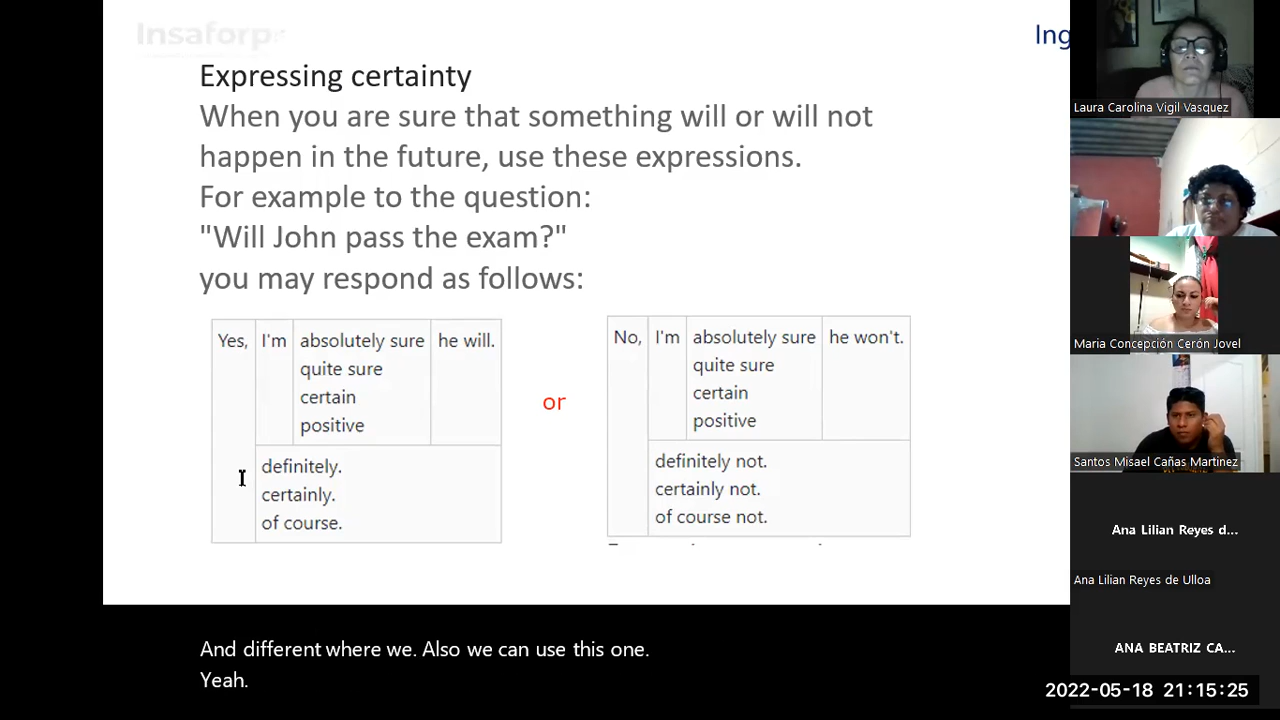 Insaforp
Ing
Expressing certainty
When you are sure that something will or will not
happen in the future, use these expressions.
For example to the question:
"Will John pass the exam?"
you may respond as follows:
Yes, I'm absolutely sure he will.
quite sure
certain
positive
definitely.
certainly.
of course.
or
No, I'm absolutely sure he won't.
quite sure
certain
positive
definitely not.
certainly not.
of course not.
And different where we. Also we can use this one.
Yeah.
Laura Carolina Vigil Vasquez
Maria Concepción Cerón Jovel
Santos Misael Cañas Martinez
Ana Lilian Reyes d...
Ana Lilian Reyes de Ulloa
ANA BEATRIZ CA...
2022-05-18 21:15:25